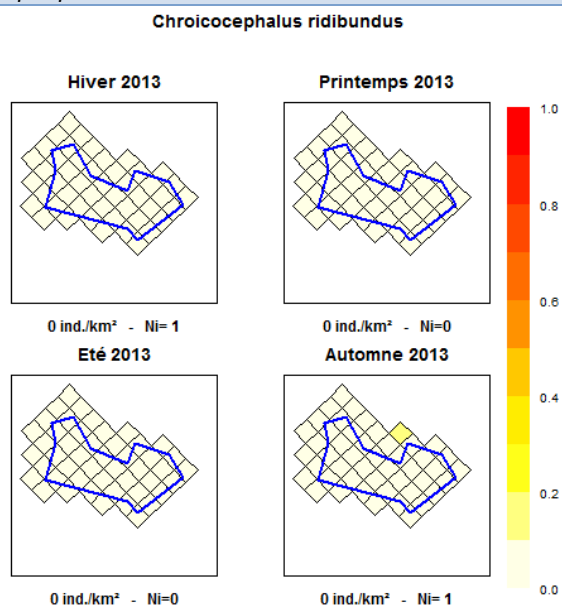 Chroicocephalus ridibundus
Hiver 2013
Printemps 2013
0 ind./km² - Ni= 1
0 ind./km² - Ni=0
Eté 2013
Automne 2013
0 ind./km² - Ni=0
0 ind./km² - Ni= 1
1.0
0.8
0.6
0.4
0.2
0.0